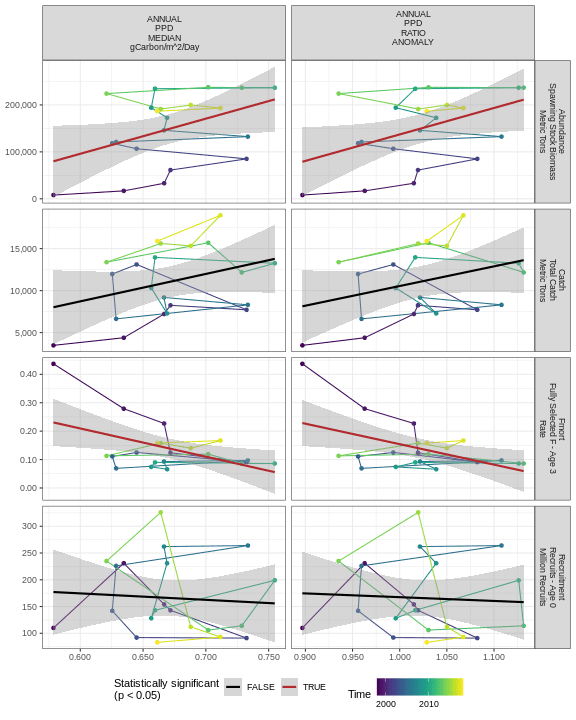 ANNUAL
PPD
MEDIAN
gCarbon/m^2/Day
ANNUAL
PPD
RATIO
ANOMALY
200,000
100,000
0
Abundance
Spawning Stock Biomass
Metric Tons
15,000
10,000
5,000
Catch
Total Catch
Metric Tons
0.40
0.30
0.20
0.10
0.00
Fmort
Fully Selected F - Age 3
Rate
300
250
200
150
100
Recruitment
Recruits - Age 0
Million Recruits
0.600
0.650
0.700
0.750
0.900
0.950
1.000
1.050
1.100
Statistically significant
(p < 0.05)
FALSE
TRUE
Time
2000
2010